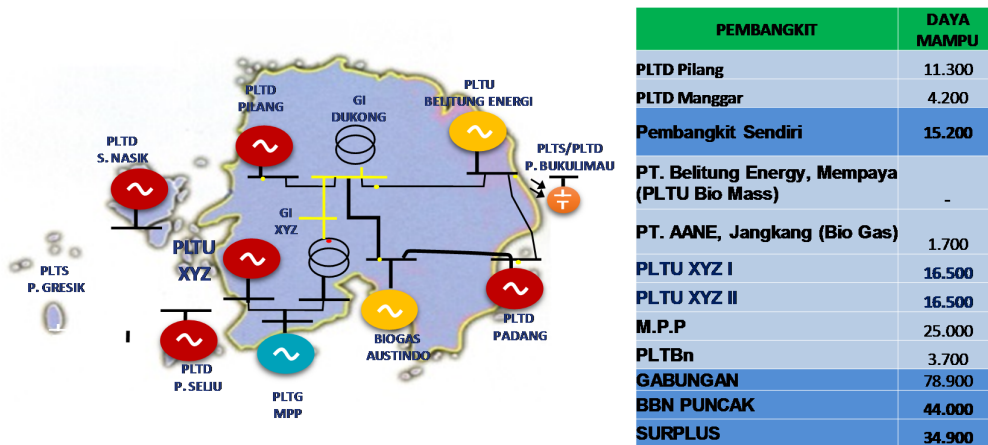 PLTD
PILANG
GI
DUKONG
PLTU
BELITUNG ENERGI
PLTD
S. NASIK
PLTS/PLTD
P. BUKULIMAU
GI
XYZ
PLTU
XYZ
PLTS
P. GRESIK
PLTD
P. SELIU
PLTG
MPP
BIOGAS
AUSTINDO
PLTD
PADANG
PEMBANGKIT DAYA
MAMPU
PLTD Pilang 11.300
PLTD Manggar 4.200
Pembangkit Sendiri 15.200
PT. Belitung Energy, Mempaya
(PLTU Bio Mass) -
PT. AANE, Jangkang (Bio Gas) 1.700
PLTU XYZ I 16.500
PLTU XYZ II 16.500
M.P.P 25.000
PLTBn 3.700
GABUNGAN 78.900
BBN PUNCAK 44.000
SURPLUS 34.900